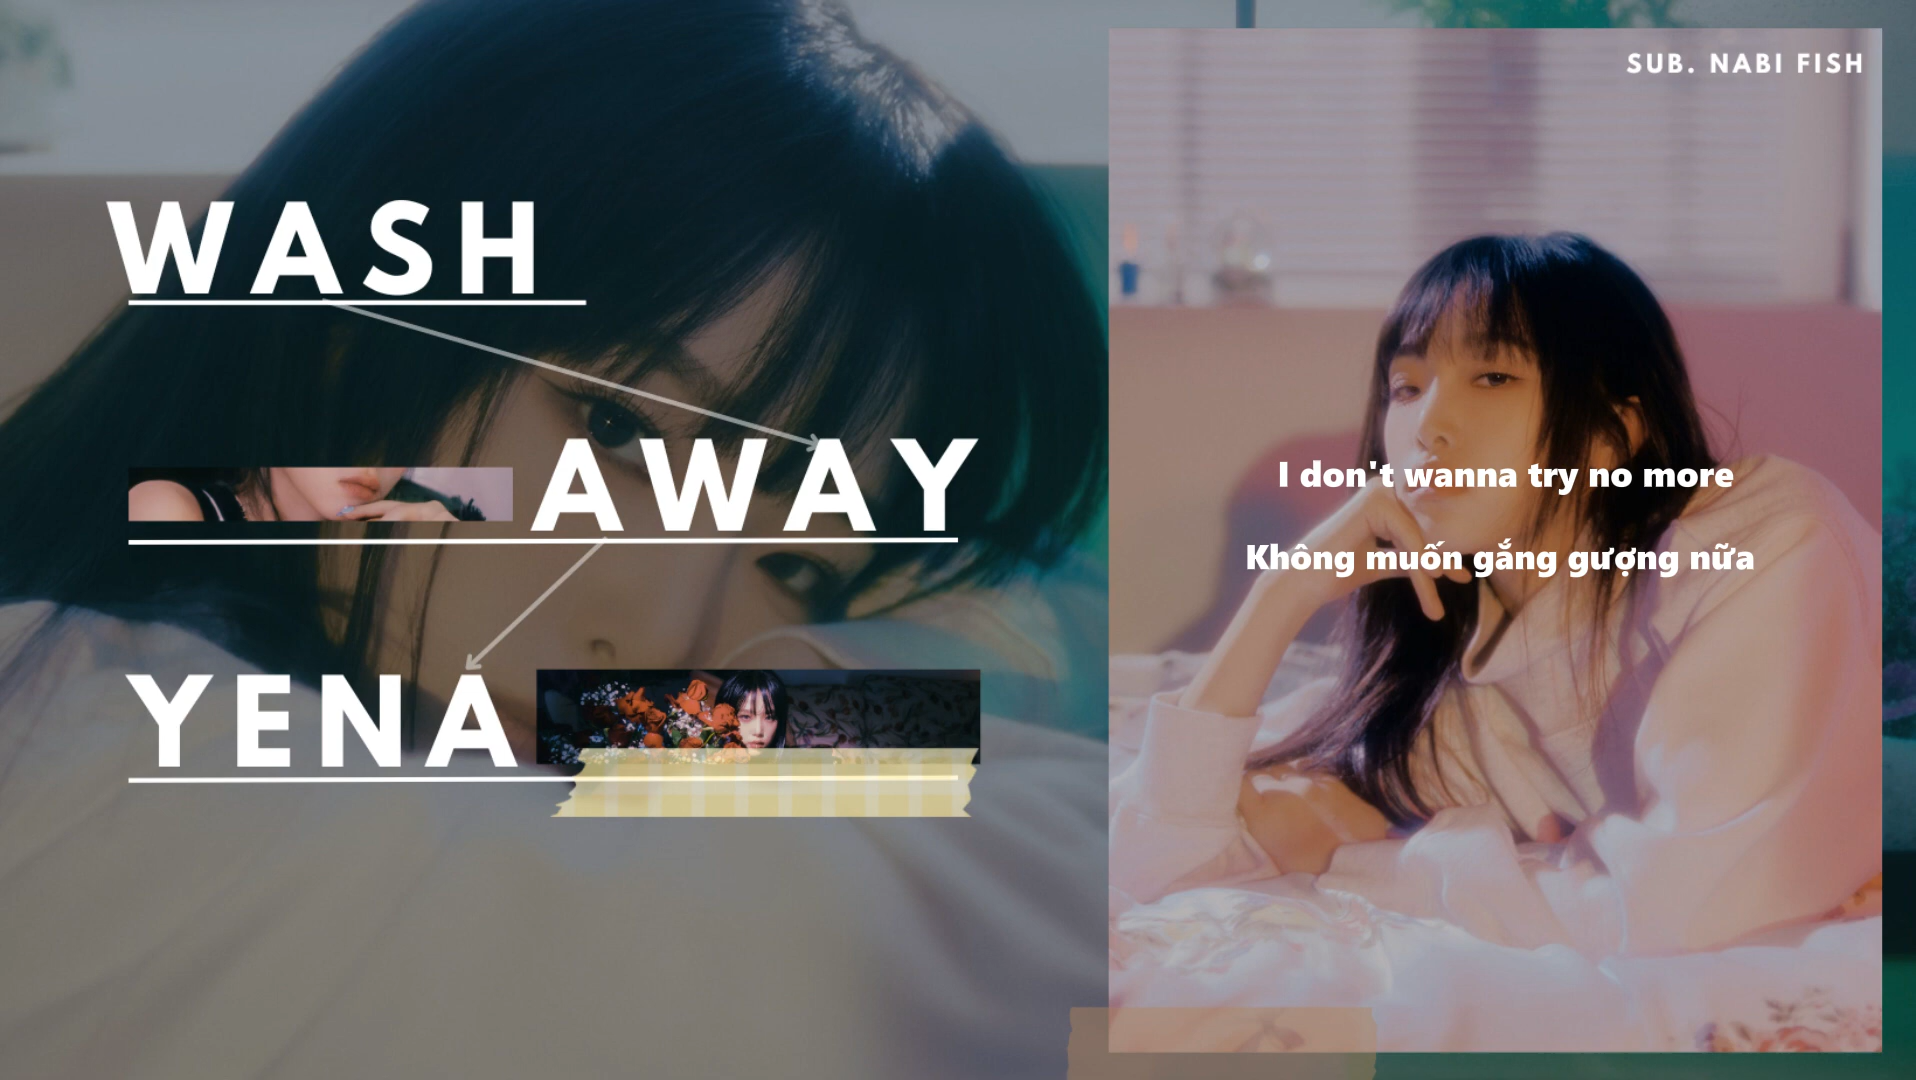 WASH
AWAY
YENA
SUB. NABI FISH
I don't wanna try no more
Không muốn gắng gượng nữa